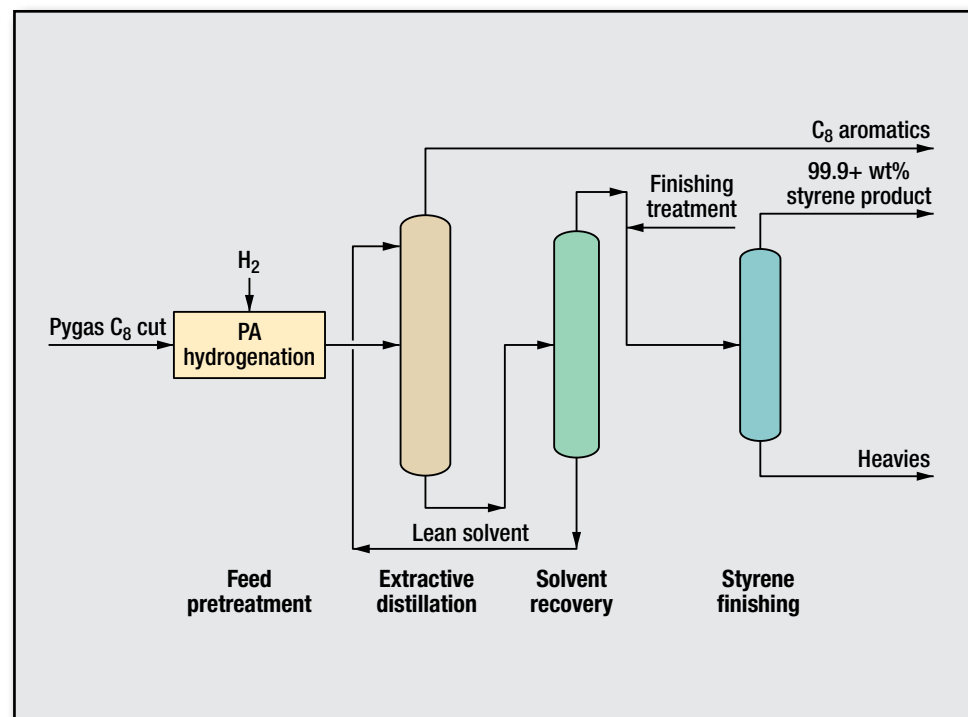 C₈ aromatics
99.9+ wt%
styrene product
Finishing
treatment
H₂
Pygas C₈ cut
PA
hydrogenation
Heavies
Lean solvent
Feed
pretreatment
Extractive
distillation
Solvent
recovery
Styrene
finishing